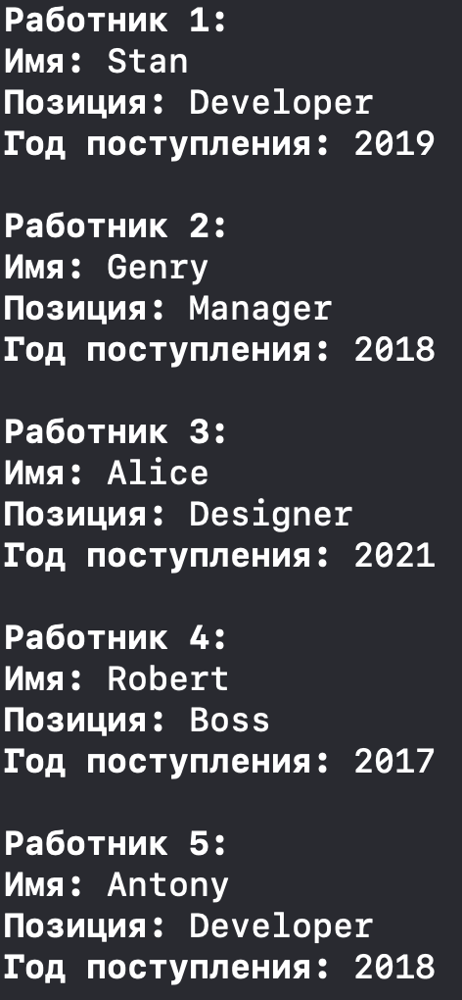 Работник 1:
Имя: Stan
Позиция: Developer
Год поступления: 2019
Работник 2:
Имя: Genry
Позиция: Manager
Год поступления: 2018
Работник 3:
Имя: Alice
Позиция: Designer
Год поступления: 2021
Работник 4:
Имя: Robert
Позиция: Boss
Год поступления: 2017
Работник 5:
Имя: Antony
Позиция: Developer
Год поступления: 2018